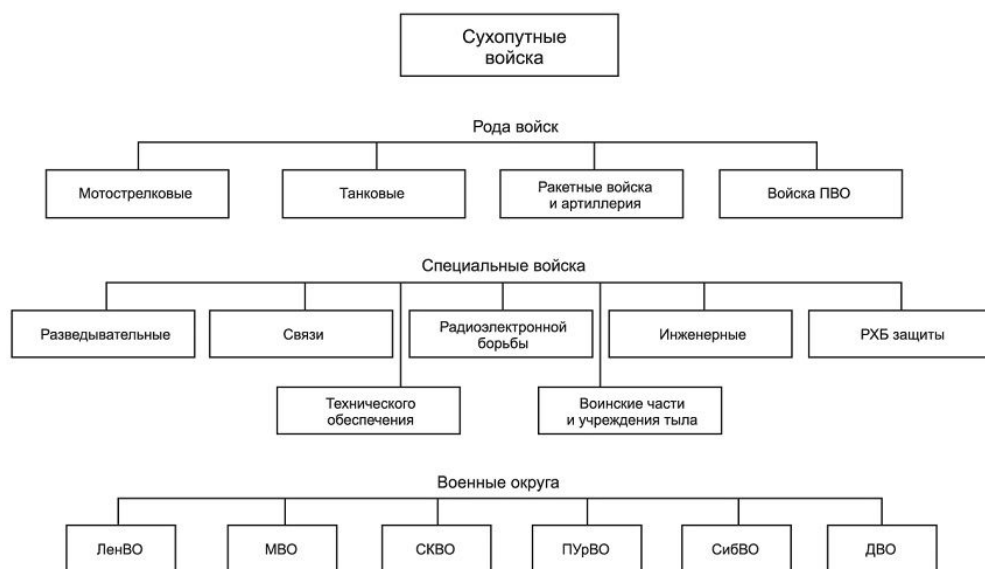 Сухопутные
войска
Рода войск
Мотострелковые
Танковые
Ракетные войска
и артиллерия
Войска ПВО
Специальные войска
Разведывательные
Связи
Радиоэлектронной
борьбы
Инженерные
РХБ защиты
Технического
обеспечения
Воинские части
и учреждения тыла
Военные округа
ЛенВО
МВО
СКВО
ПУрВО
СибВО
ДВО